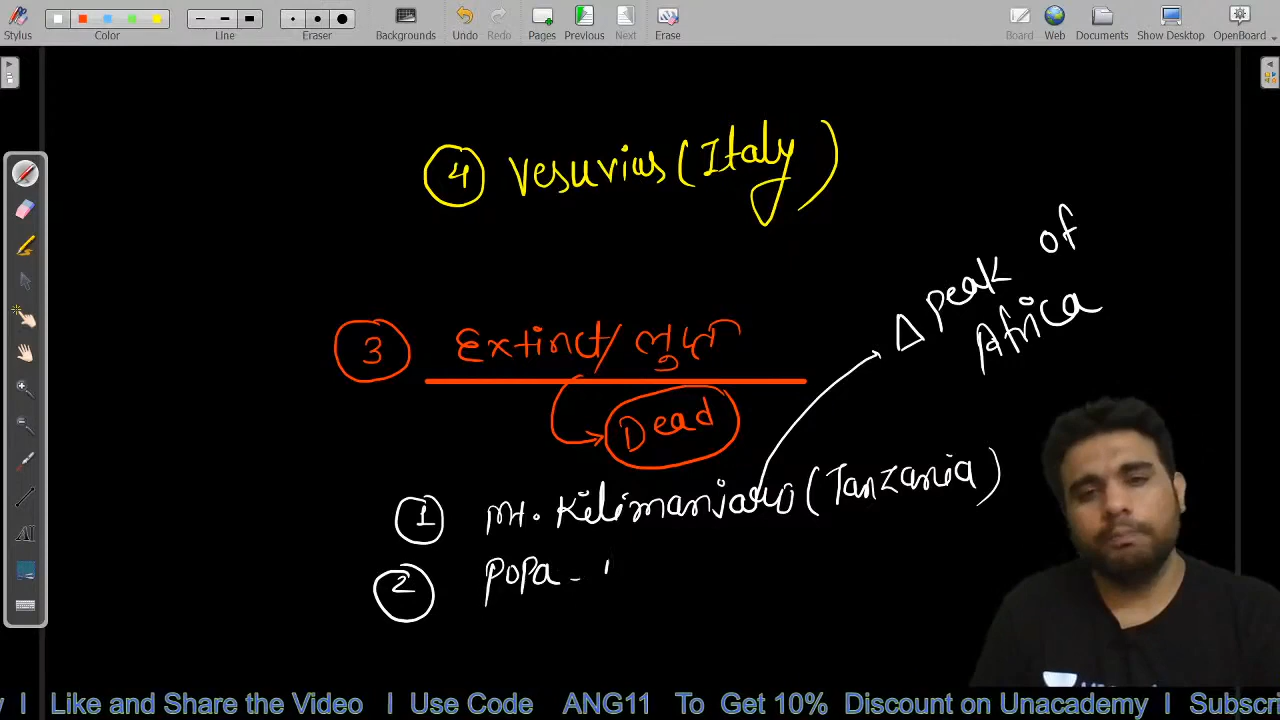 Stylus
Color
Line
Eraser
Backgrounds
Undo
Redo
Pages
Previous
Next
Erase
Board
Web
Documents
Show Desktop
OpenBoard
4 Vesuvius (Italy)
Δ Peak of
Africa
3 Extinct/
Dead
1 Mt. Kilimanjaro (Tanzania)
2 Popa -
y I Like and Share the Video I Use Code ANG11 To Get 10% Discount on Unacademy I Subscri